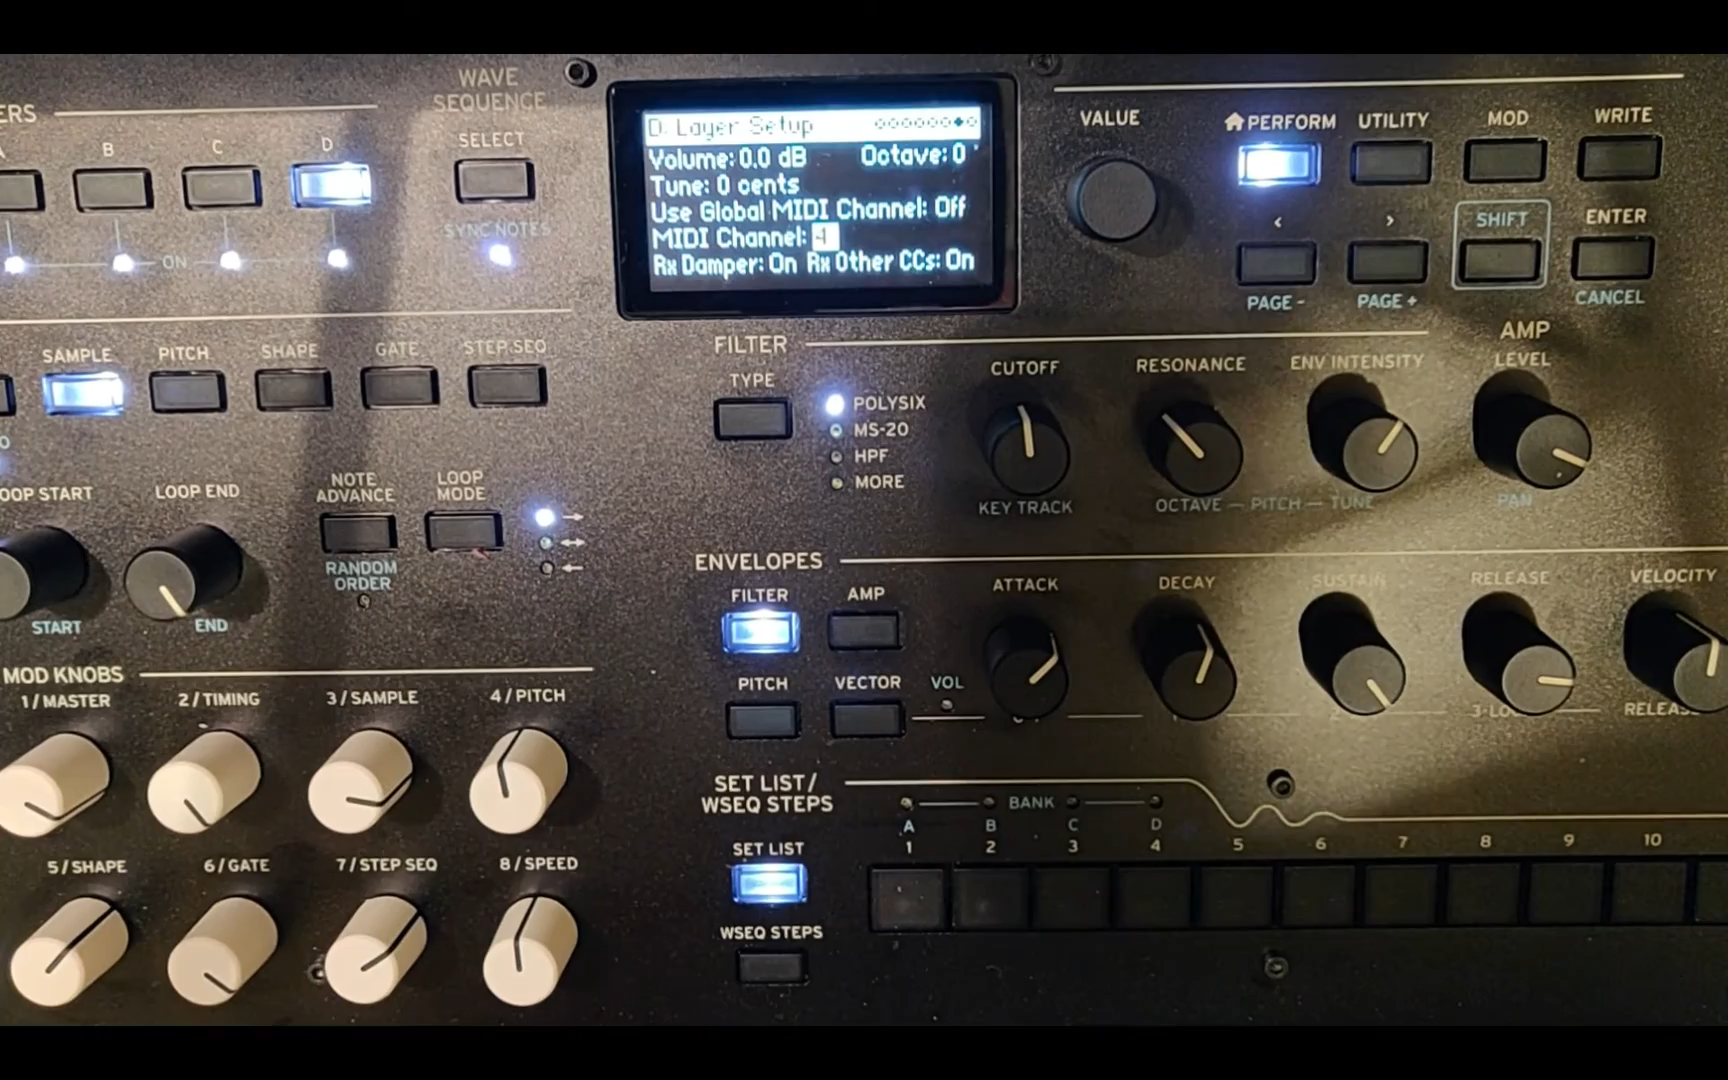 WAVE
SEQUENCE
SELECT
SYNC NOTES
B
C
D
ON
D. Layer Setup
Volume: 0.0 dB Octave: 0
Tune: 0 cents
Use Global MIDI Channel: Off
MIDI Channel: 4
Rx Damper: On Rx Other CCs: On
VALUE
PERFORM
UTILITY
MOD
WRITE
<
>
SHIFT
ENTER
PAGE -
PAGE +
CANCEL
SAMPLE
PITCH
SHAPE
GATE
STEP SEQ
FILTER
TYPE
POLYSIX
MS-20
HPF
MORE
CUTOFF
RESONANCE
ENV INTENSITY
AMP
LEVEL
KEY TRACK
OCTAVE — PITCH — TUNE
PAN
LOOP END
NOTE
ADVANCE
LOOP
MODE
RANDOM
ORDER
START
END
ENVELOPES
FILTER
AMP
PITCH
VECTOR
VOL
ATTACK
DECAY
SUSTAIN
RELEASE
VELOCITY
MOD KNOBS
1/MASTER
2/TIMING
3/SAMPLE
4/PITCH
5/SHAPE
6/GATE
7/STEP SEQ
8/SPEED
SET LIST/
WSEQ STEPS
BANK
A
B
C
D
1
2
3
4
5
6
7
8
9
10
SET LIST
WSEQ STEPS